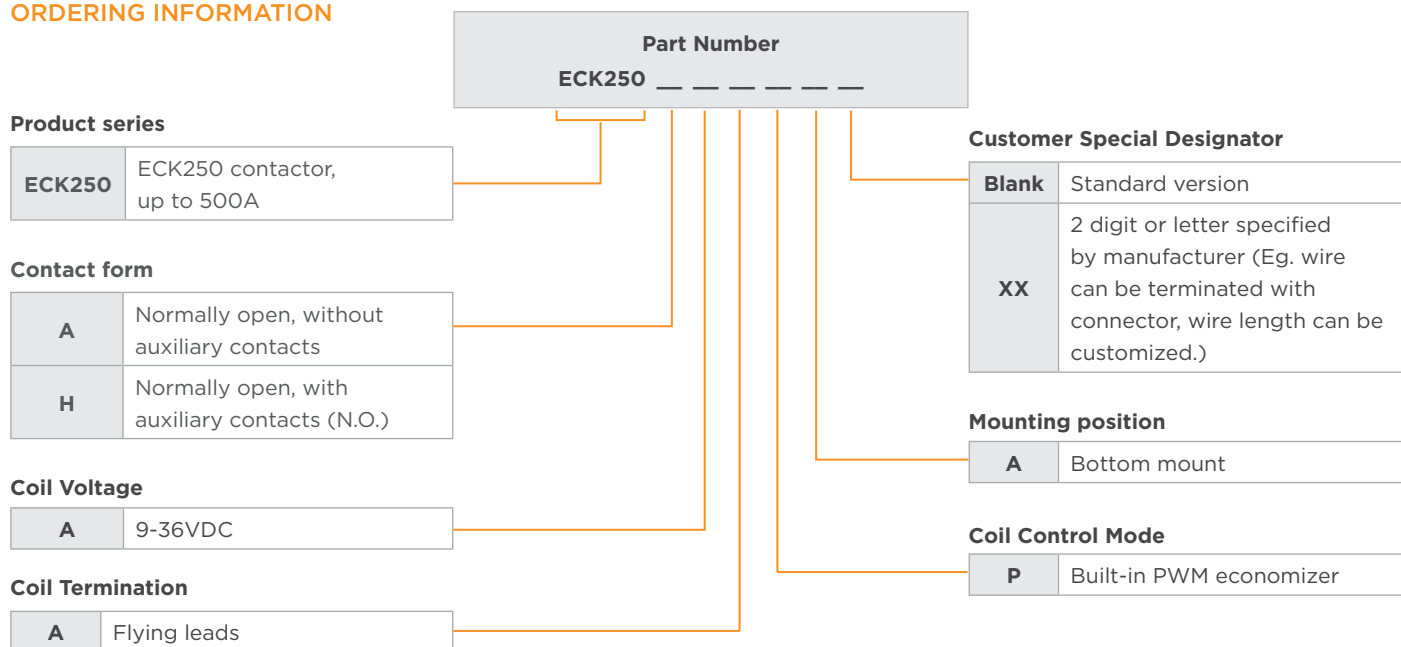 ORDERING INFORMATION
Part Number
ECK250 __ __ __ __ __ __
Product series
ECK250 ECK250 contactor,
up to 500A
Contact form
A Normally open, without
auxiliary contacts
H Normally open, with
auxiliary contacts (N.O.)
Coil Voltage
A 9-36VDC
Coil Termination
A Flying leads
Customer Special Designator
Blank Standard version
XX 2 digit or letter specified
by manufacturer (Eg. wire
can be terminated with
connector, wire length can be
customized.)
Mounting position
A Bottom mount
Coil Control Mode
P Built-in PWM economizer